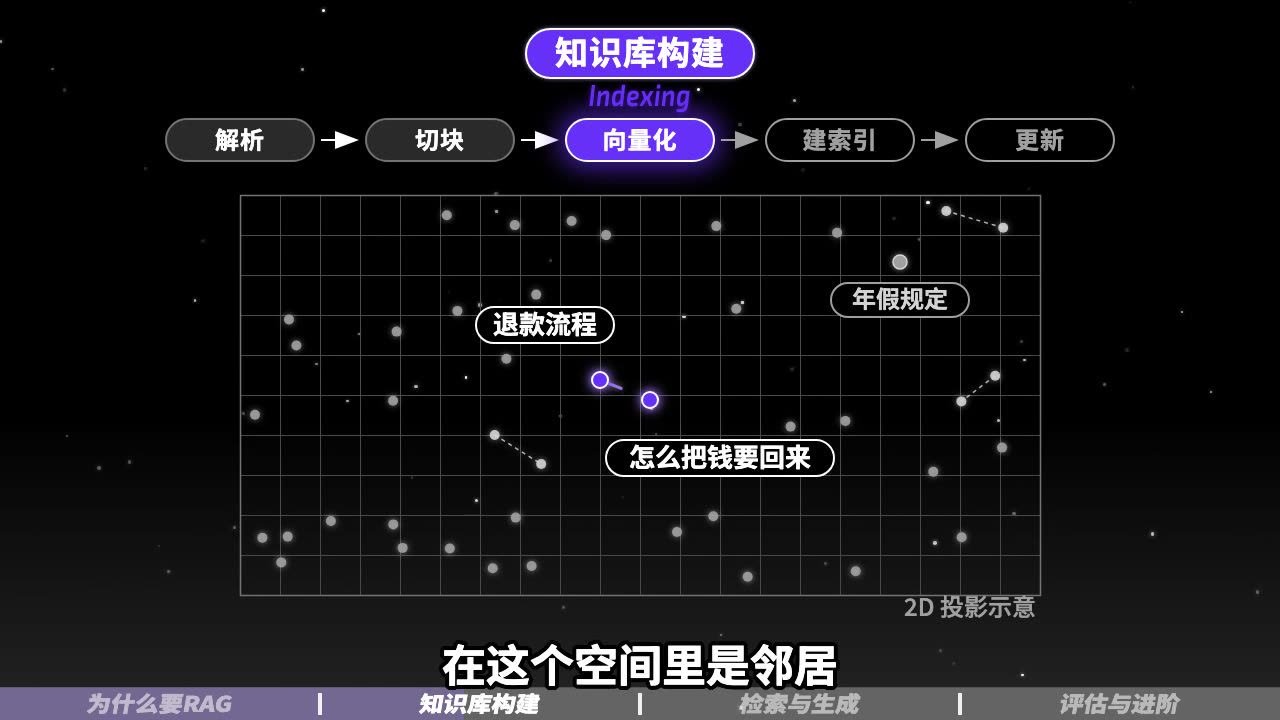 知识库构建
Indexing
解析
切块
向量化
建索引
更新
年假规定
退款流程
怎么把钱要回来
2D 投影示意
在这个空间里是邻居
为什么要RAG
知识库构建
检索与生成
评估与进阶